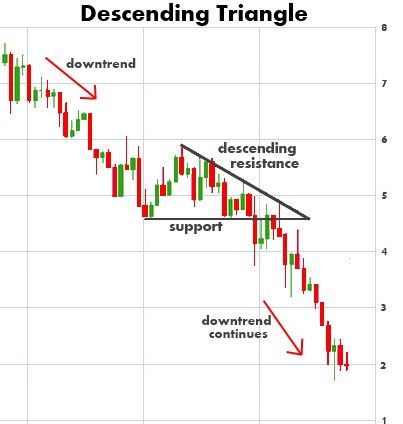 Descending Triangle
8
downtrend
7
6
descending
resistance
5
support
4
3
downtrend
continues
2
1